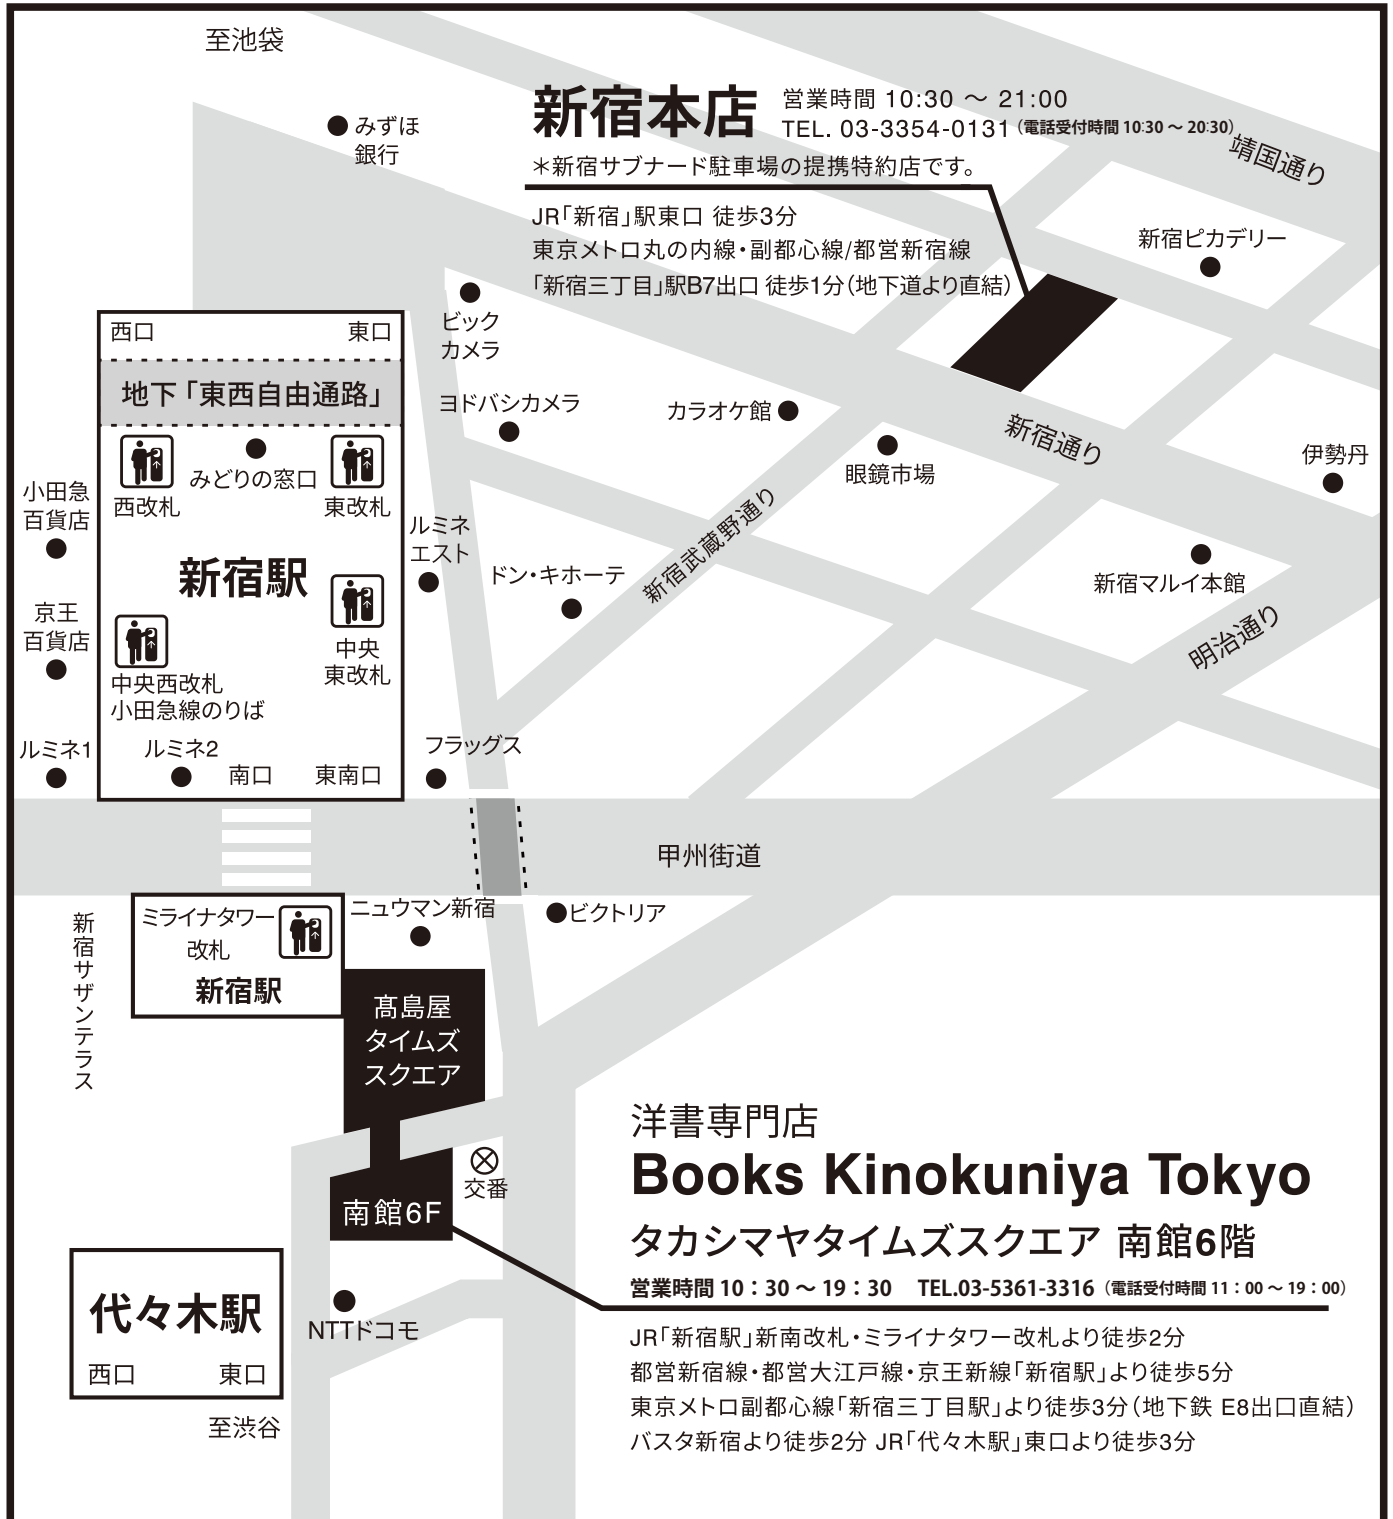 至池袋
新宿本店
営業時間 10:30 ～ 21:00
TEL. 03-3354-0131（電話受付時間 10:30 ～ 20:30）
＊新宿サブナード駐車場の提携特約店です。
JR「新宿」駅東口 徒歩3分
東京メトロ丸の内線・副都心線/都営新宿線
「新宿三丁目」駅B7出口 徒歩1分（地下道より直結）
みずほ
銀行
靖国通り
新宿ピカデリー
ビック
カメラ
西口
東口
地下「東西自由通路」
ヨドバシカメラ
カラオケ館
新宿通り
眼鏡市場
伊勢丹
みどりの窓口
西改札
東改札
小田急
百貨店
ルミネ
エスト
新宿武蔵野通り
新宿駅
ドン・キホーテ
新宿マルイ本館
明治通り
京王
百貨店
中央
東改札
中央西改札
小田急線のりば
ルミネ1
ルミネ2
南口
東南口
フラッグス
甲州街道
新宿サザンテラス
ミライナタワー
改札
新宿駅
ニュウマン新宿
ビクトリア
髙島屋
タイムズ
スクエア
交番
南館6F
洋書専門店
Books Kinokuniya Tokyo
タカシマヤタイムズスクエア 南館6階
営業時間 10：30 ～ 19：30 TEL.03-5361-3316（電話受付時間 11：00 ～ 19：00）
JR「新宿駅」新南改札・ミライナタワー改札より徒歩2分
都営新宿線・都営大江戸線・京王新線「新宿駅」より徒歩5分
東京メトロ副都心線「新宿三丁目駅」より徒歩3分（地下鉄 E8出口直結）
バスタ新宿より徒歩2分 JR「代々木駅」東口より徒歩3分
代々木駅
西口
東口
NTTドコモ
至渋谷